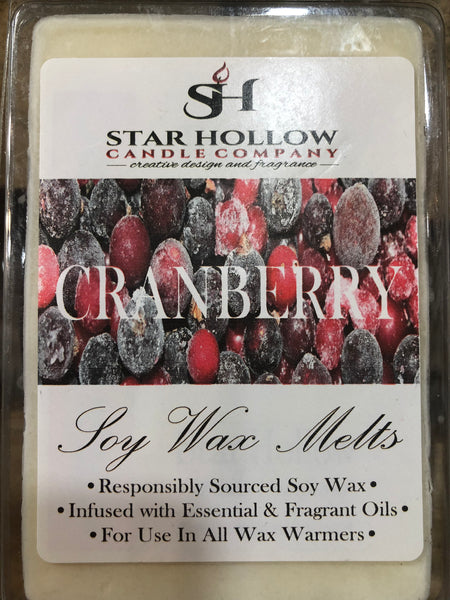 SH
STAR HOLLOW
CANDLE COMPANY
creative design and fragrance
CRANBERRY
Soy Wax Melts
• Responsibly Sourced Soy Wax •
• Infused with Essential & Fragrant Oils •
• For Use In All Wax Warmers •